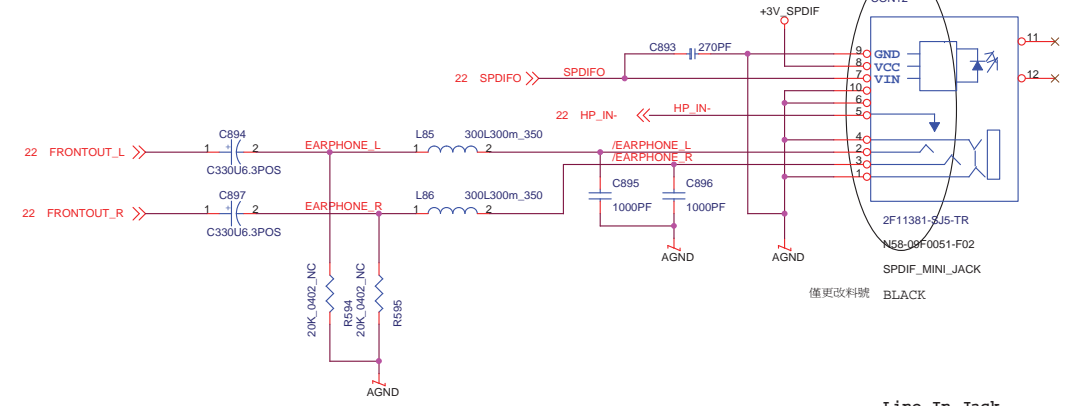 +3V_SPDIF
C893 270PF
22 SPDIFO SPDIFO
22 HP_IN- HP_IN-
9 GND
8 VCC
7 VIN
10
6
5
4
2
3
1
11
12
C894
22 FRONTOUT_L 1 + 2 EARPHONE_L
C330U6.3POS
L85 300L300m_350
1 2 /EARPHONE_L
/EARPHONE_R
C897
22 FRONTOUT_R 1 + 2 EARPHONE_R
C330U6.3POS
L86 300L300m_350
1 2
C895
1000PF
C896
1000PF
AGND
AGND
2F11381-SJ5-TR
N58-09F0051-F02
SPDIF_MINI_JACK
僅更改料號 BLACK
20K_0402_NC
R594
20K_0402_NC
R595
AGND
Line In Jack